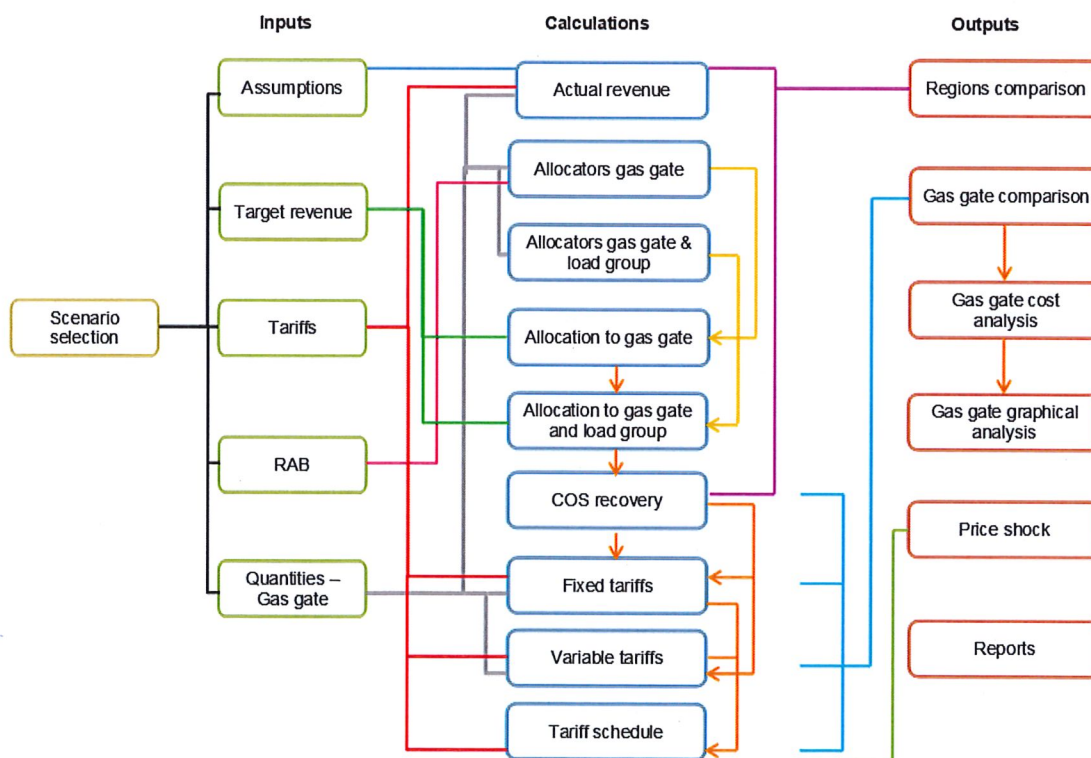 Inputs
Calculations
Outputs
Scenario
selection
Assumptions
Target revenue
Tariffs
RAB
Quantities –
Gas gate
Actual revenue
Allocators gas gate
Allocators gas gate &
load group
Allocation to gas gate
Allocation to gas gate
and load group
COS recovery
Fixed tariffs
Variable tariffs
Tariff schedule
Regions comparison
Gas gate comparison
Gas gate cost
analysis
Gas gate graphical
analysis
Price shock
Reports